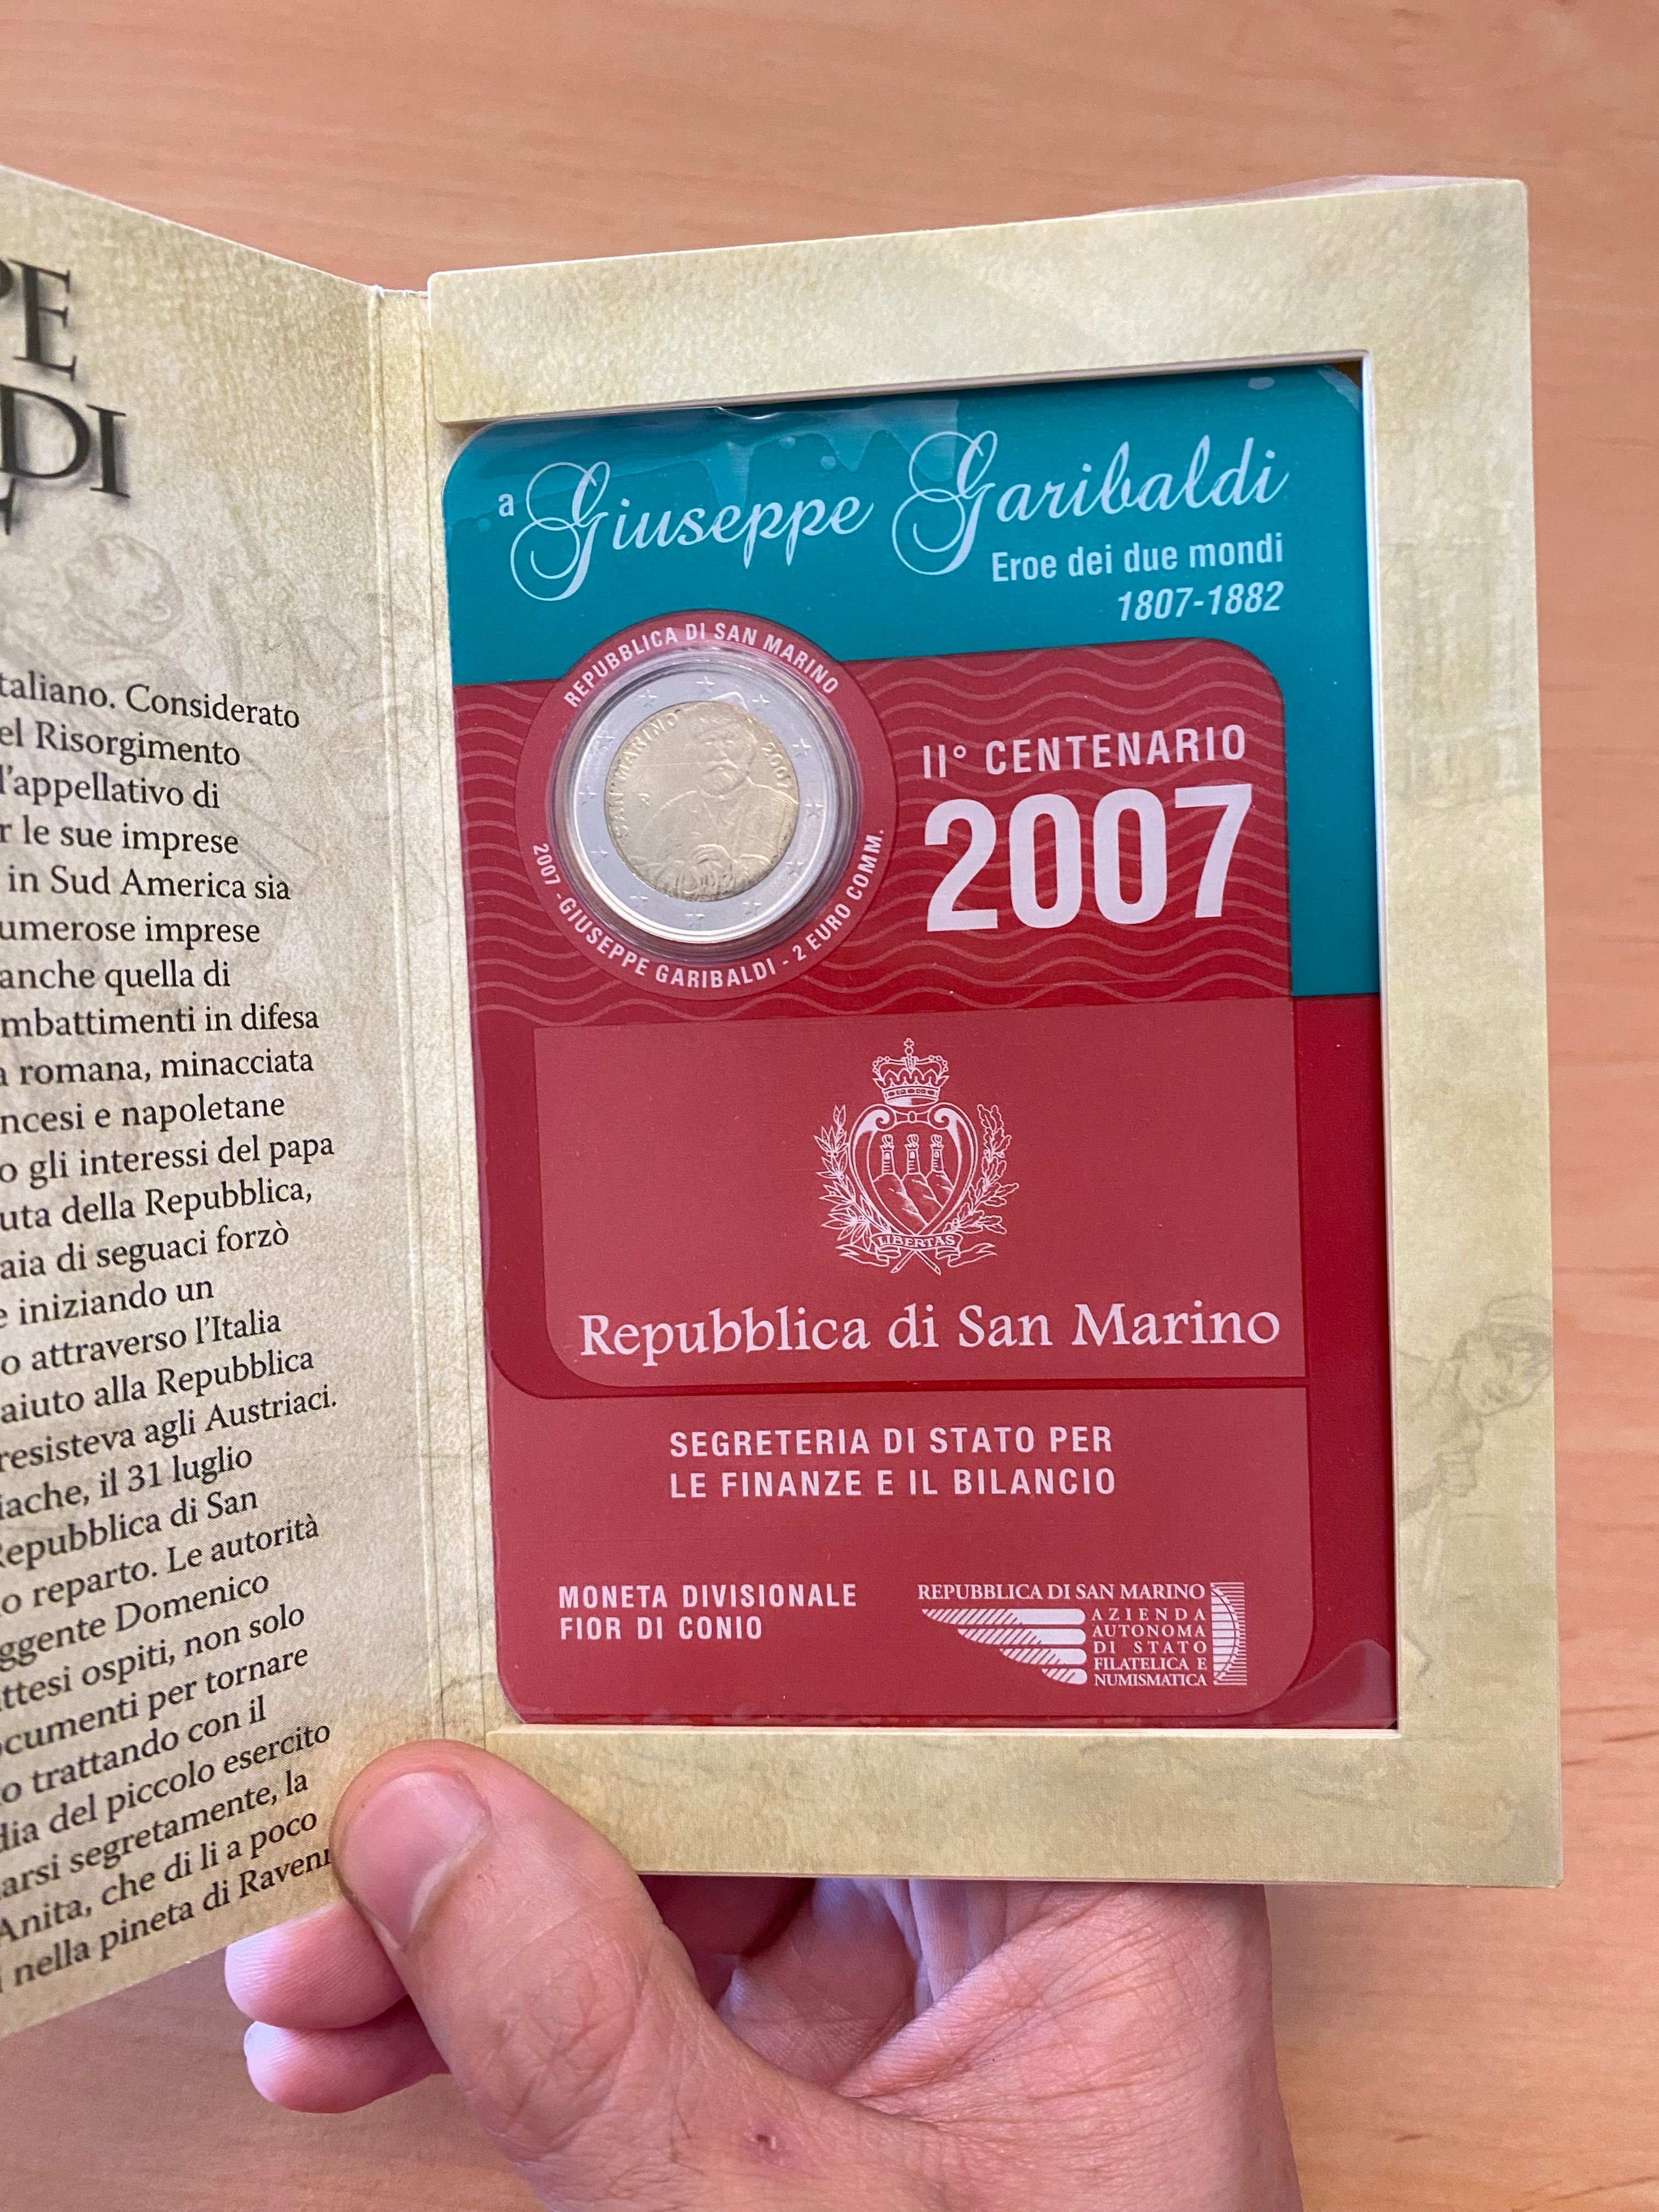 PE
DI
taliano. Considerato
el Risorgimento
l'appellativo di
r le sue imprese
in Sud America sia
umerose imprese
anche quella di
mbattimenti in difesa
a romana, minacciata
ncesi e napoletane
o gli interessi del papa
uta della Repubblica,
aia di seguaci forzò
e iniziando un
o attraverso l'Italia
aiuto alla Repubblica
resisteva agli Austriaci.
iache, il 31 luglio
Repubblica di San
o reparto. Le autorità
ggente Domenico
ttesi ospiti, non solo
ocumenti per tornare
o trattando con il
dia del piccolo esercito
arsi segretamente, la
Anita, che di li a poco
nella pineta di Ravenn
a Giuseppe Garibaldi
Eroe dei due mondi
1807-1882
REPUBBLICA DI SAN MARINO
SAN MARINO 2007
2007 - GIUSEPPE GARIBALDI - 2 EURO COMM.
II° CENTENARIO
2007
LIBERTAS
Repubblica di San Marino
SEGRETERIA DI STATO PER
LE FINANZE E IL BILANCIO
MONETA DIVISIONALE
FIOR DI CONIO
REPUBBLICA DI SAN MARINO
AZIENDA
AUTONOMA
DI STATO
FILATELICA E
NUMISMATICA